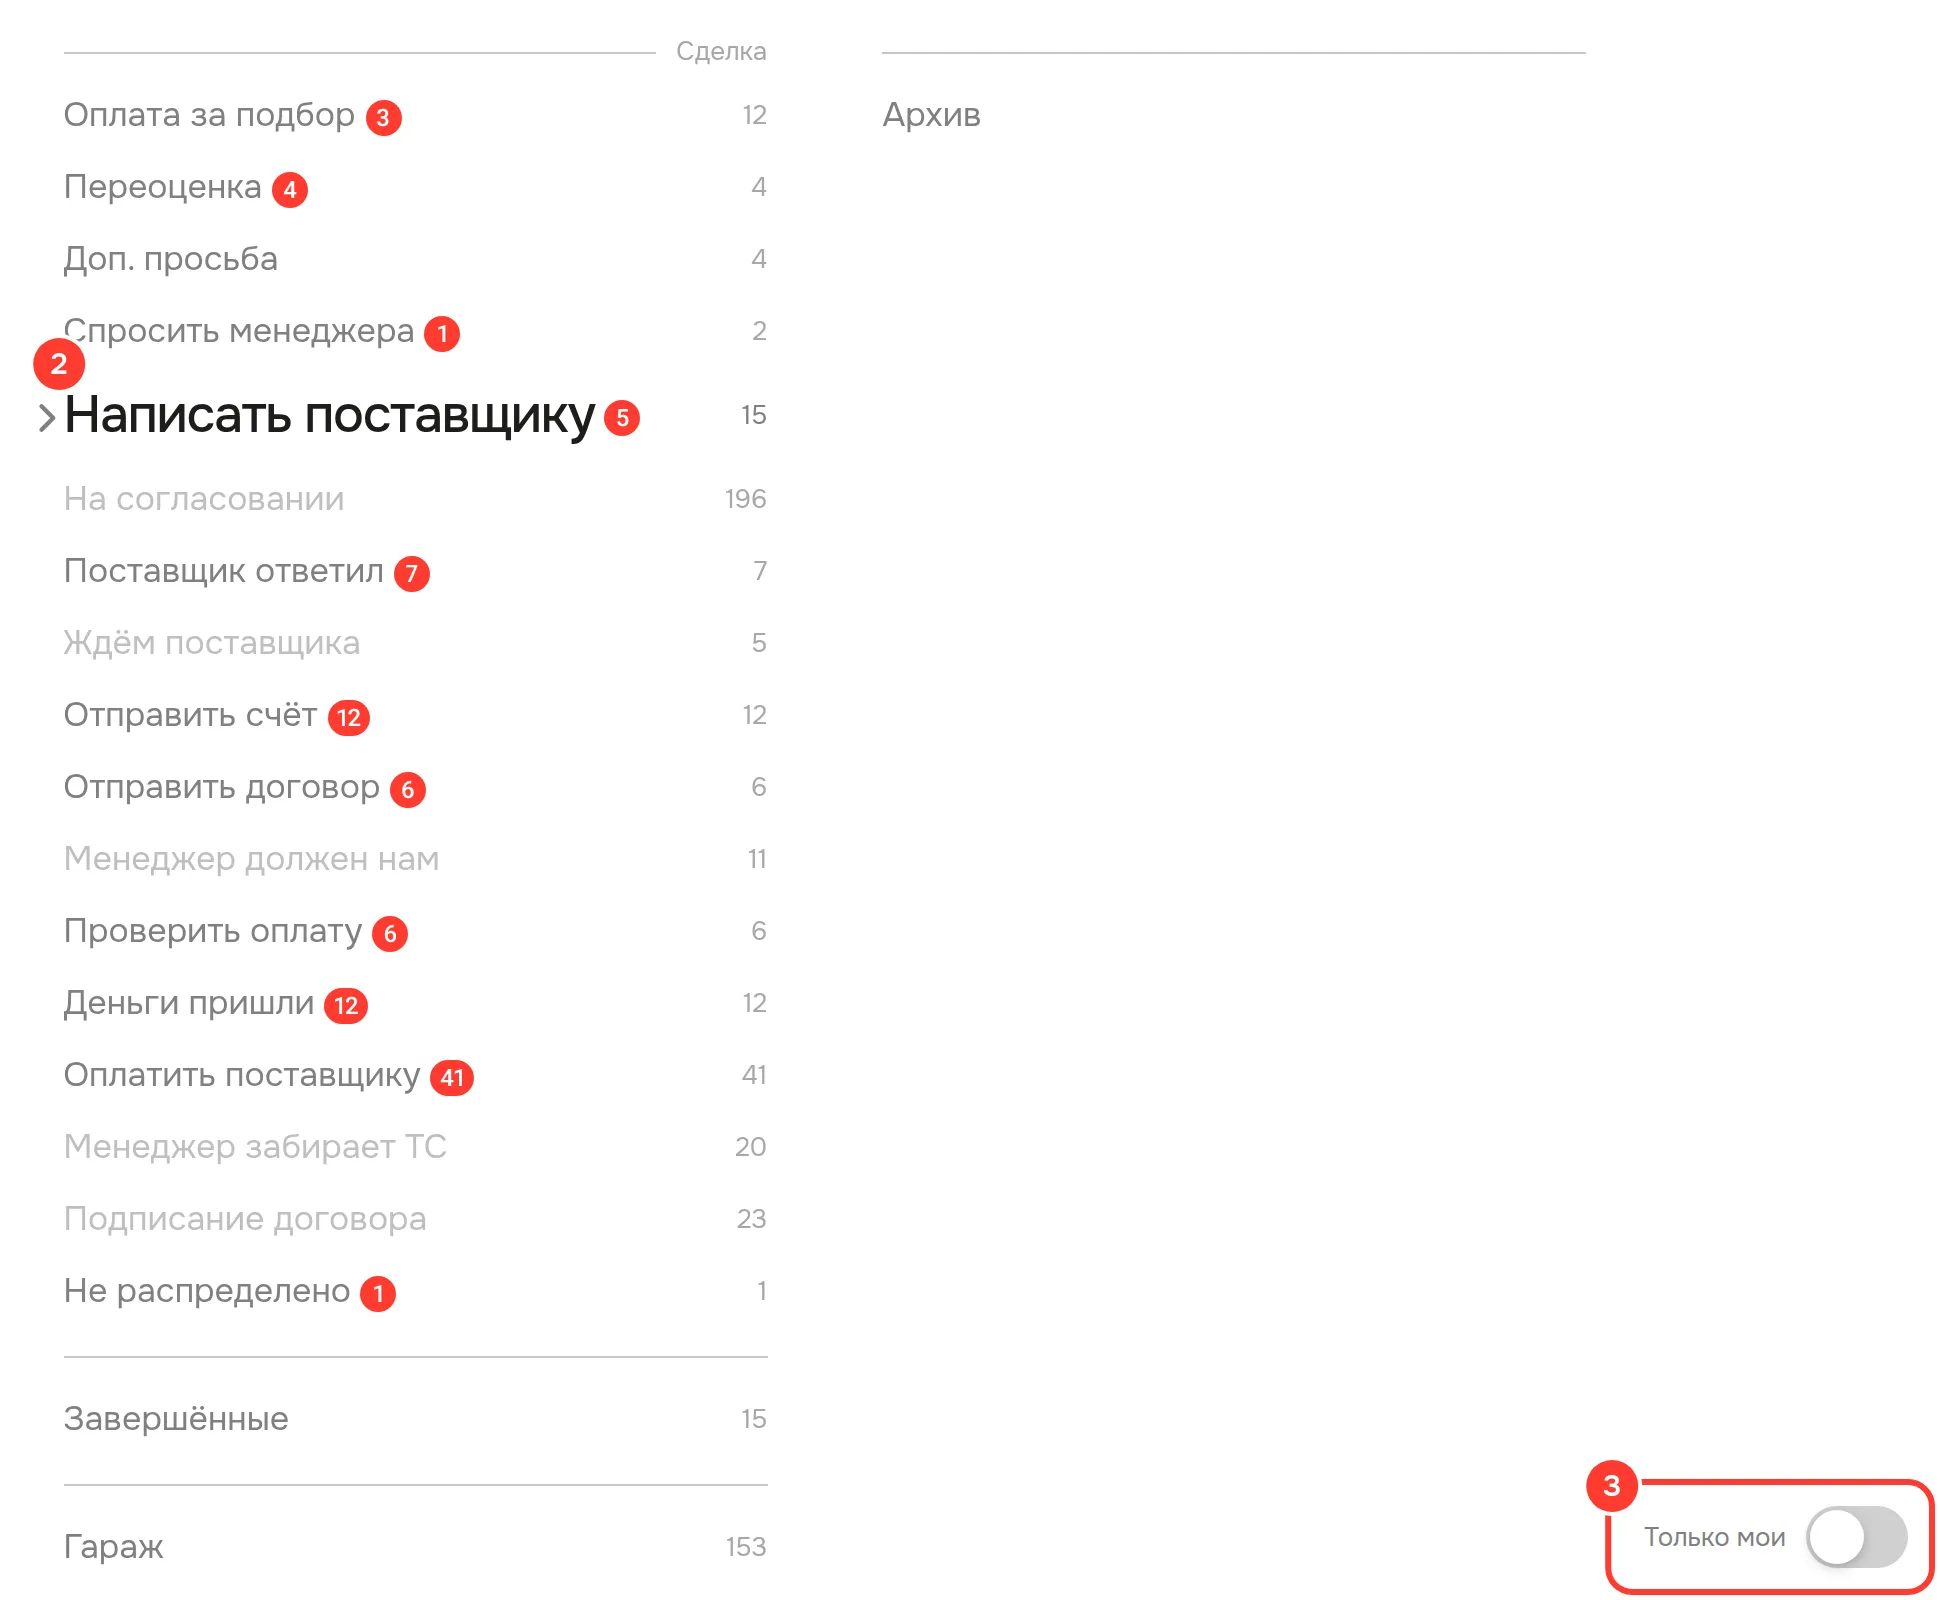 Сделка
Оплата за подбор 3 12
Переоценка 4 4
Доп. просьба 4
Спросить менеджера 1 2
2
Написать поставщику 5 15
На согласовании 196
Поставщик ответил 7 7
Ждём поставщика 5
Отправить счёт 12 12
Отправить договор 6 6
Менеджер должен нам 11
Проверить оплату 6 6
Деньги пришли 12 12
Оплатить поставщику 41 41
Менеджер забирает ТС 20
Подписание договора 23
Не распределено 1 1
Завершённые 15
Гараж 153
Архив
3
Только мои